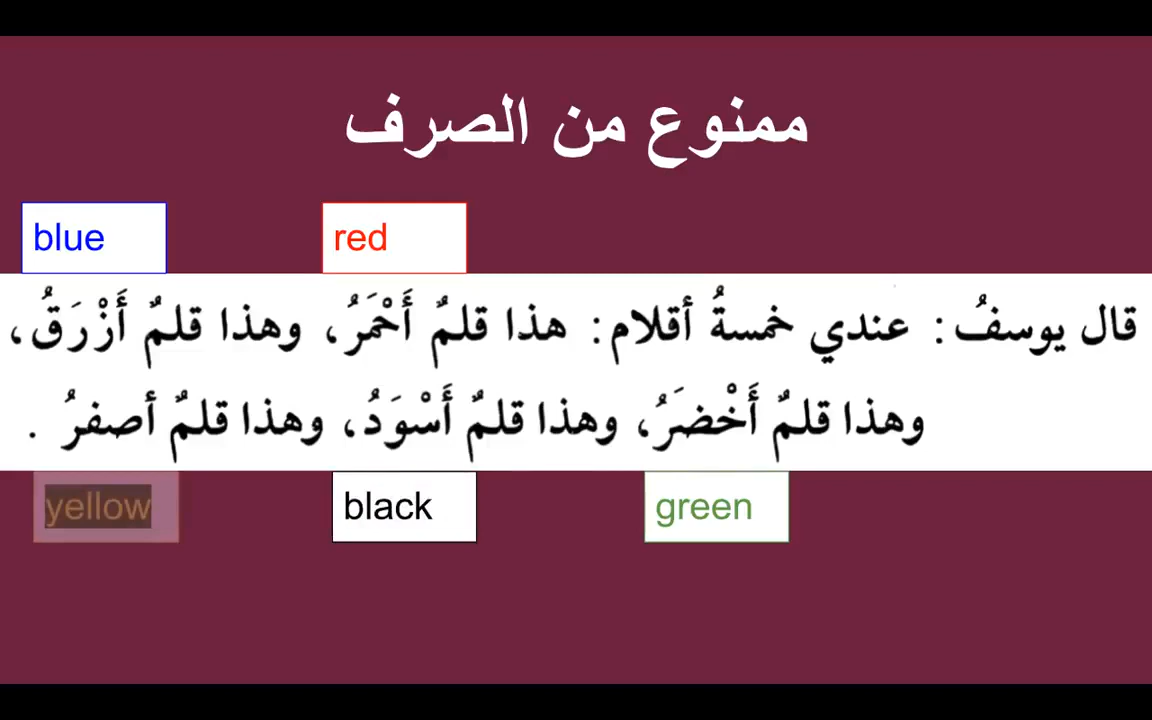 ممنوع من الصرف
blue
red
قال يوسفُ: عندي خمسةُ أقلام: هذا قلمٌ أَحْمَرُ، وهذا قلمٌ أَزْرَقُ،
وهذا قلمٌ أَخْضَرُ، وهذا قلمٌ أَسْوَدُ، وهذا قلمٌ أصفرُ .
yellow
black
green